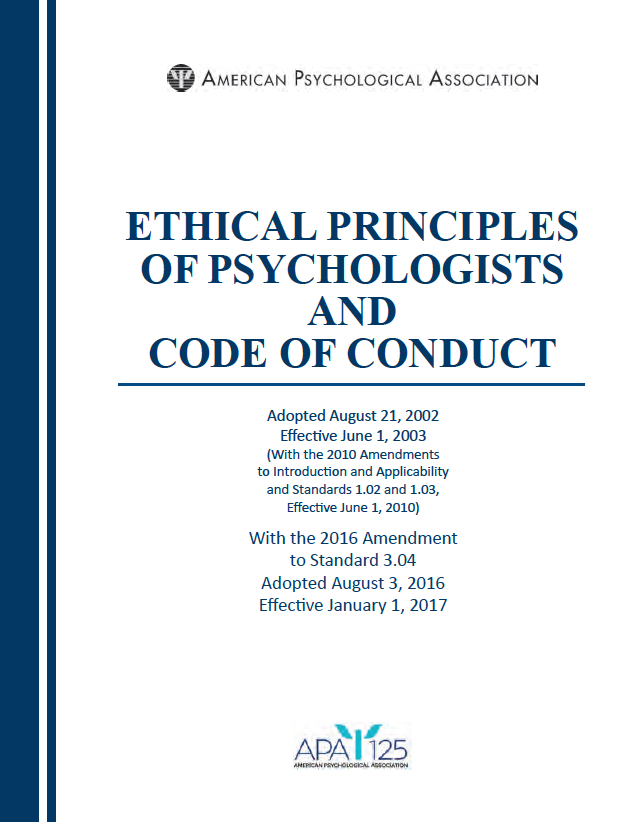 AMERICAN PSYCHOLOGICAL ASSOCIATION
ETHICAL PRINCIPLES
OF PSYCHOLOGISTS
AND
CODE OF CONDUCT
Adopted August 21, 2002
Effective June 1, 2003
(With the 2010 Amendments
to Introduction and Applicability
and Standards 1.02 and 1.03,
Effective June 1, 2010)
With the 2016 Amendment
to Standard 3.04
Adopted August 3, 2016
Effective January 1, 2017
APA 125
AMERICAN PSYCHOLOGICAL ASSOCIATION